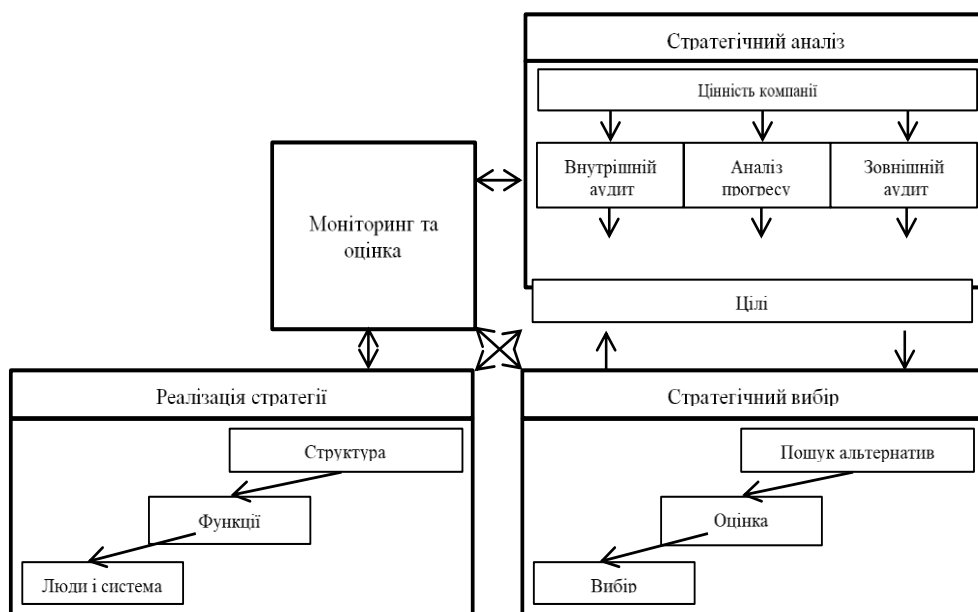 Стратегічний аналіз
Цінність компанії
Внутрішній
аудит
Аналіз
прогресу
Зовнішній
аудит
Моніторинг та
оцінка
Цілі
Реалізація стратегії
Структура
Функції
Люди і система
Стратегічний вибір
Пошук альтернатив
Оцінка
Вибір